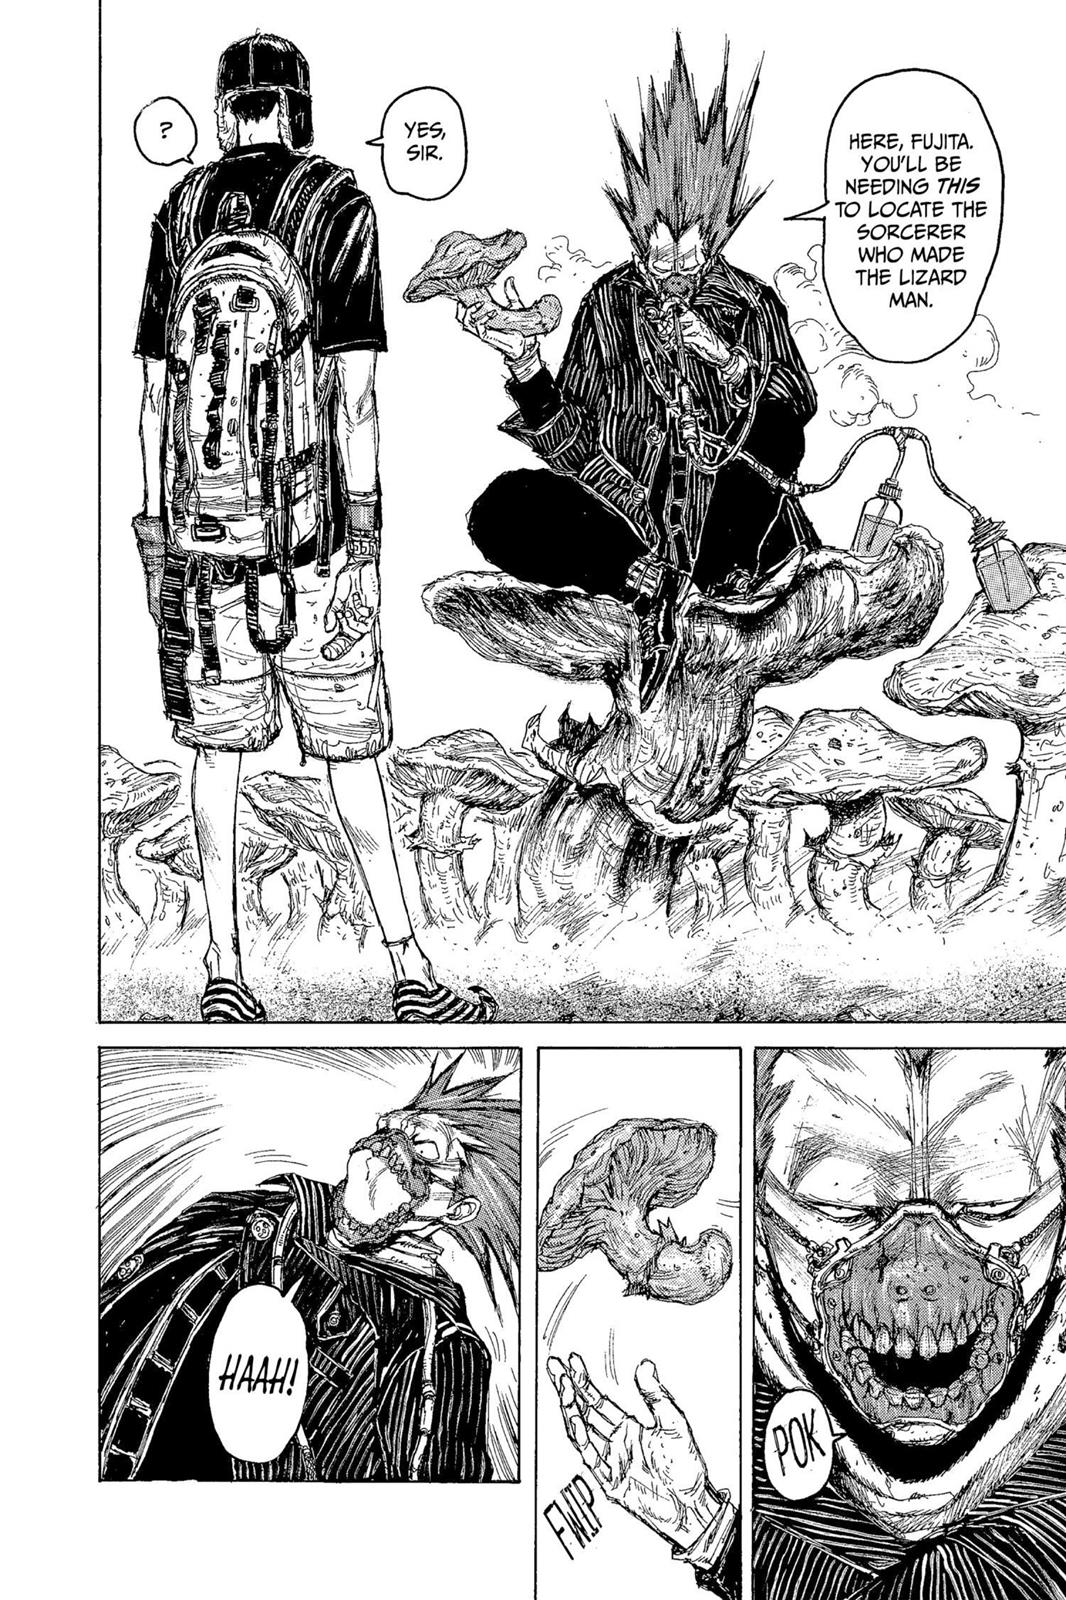 HERE, FUJITA.
YOU'LL BE
NEEDING THIS
TO LOCATE THE
SORCERER
WHO MADE
THE LIZARD
MAN.
YES,
SIR.
?
POK
FWIP
HAAH!